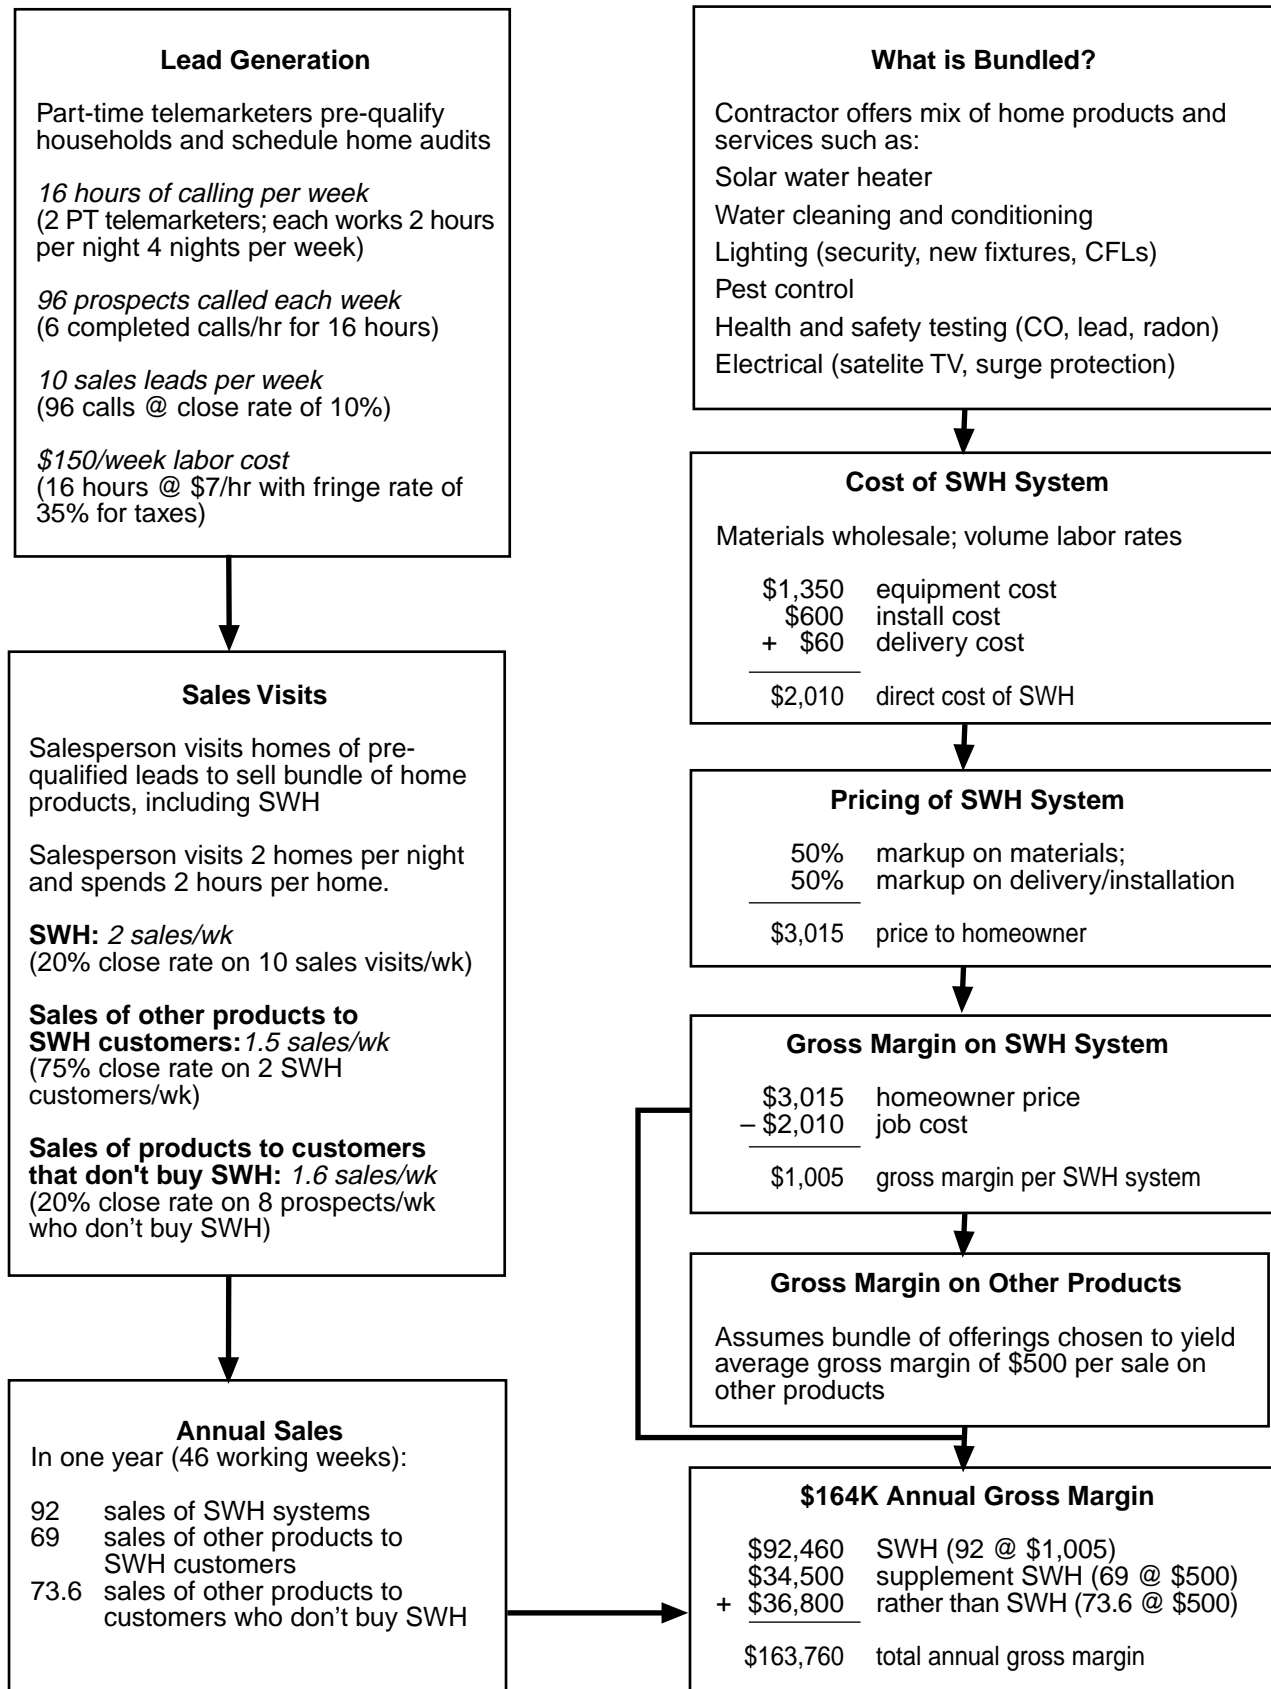 Lead Generation
Part-time telemarketers pre-qualify
households and schedule home audits
16 hours of calling per week
(2 PT telemarketers; each works 2 hours
per night 4 nights per week)
96 prospects called each week
(6 completed calls/hr for 16 hours)
10 sales leads per week
(96 calls @ close rate of 10%)
$150/week labor cost
(16 hours @ $7/hr with fringe rate of
35% for taxes)
Sales Visits
Salesperson visits homes of pre-
qualified leads to sell bundle of home
products, including SWH
Salesperson visits 2 homes per night
and spends 2 hours per home.
SWH: 2 sales/wk
(20% close rate on 10 sales visits/wk)
Sales of other products to
SWH customers: 1.5 sales/wk
(75% close rate on 2 SWH
customers/wk)
Sales of products to customers
that don't buy SWH: 1.6 sales/wk
(20% close rate on 8 prospects/wk
who don’t buy SWH)
Annual Sales
In one year (46 working weeks):
92 sales of SWH systems
69 sales of other products to
SWH customers
73.6 sales of other products to
customers who don’t buy SWH
What is Bundled?
Contractor offers mix of home products and
services such as:
Solar water heater
Water cleaning and conditioning
Lighting (security, new fixtures, CFLs)
Pest control
Health and safety testing (CO, lead, radon)
Electrical (satelite TV, surge protection)
Cost of SWH System
Materials wholesale; volume labor rates
$1,350 equipment cost
$600 install cost
+ $60 delivery cost
$2,010 direct cost of SWH
Pricing of SWH System
50% markup on materials;
50% markup on delivery/installation
$3,015 price to homeowner
Gross Margin on SWH System
$3,015 homeowner price
– $2,010 job cost
$1,005 gross margin per SWH system
Gross Margin on Other Products
Assumes bundle of offerings chosen to yield
average gross margin of $500 per sale on
other products
$164K Annual Gross Margin
$92,460 SWH (92 @ $1,005)
$34,500 supplement SWH (69 @ $500)
+ $36,800 rather than SWH (73.6 @ $500)
$163,760 total annual gross margin